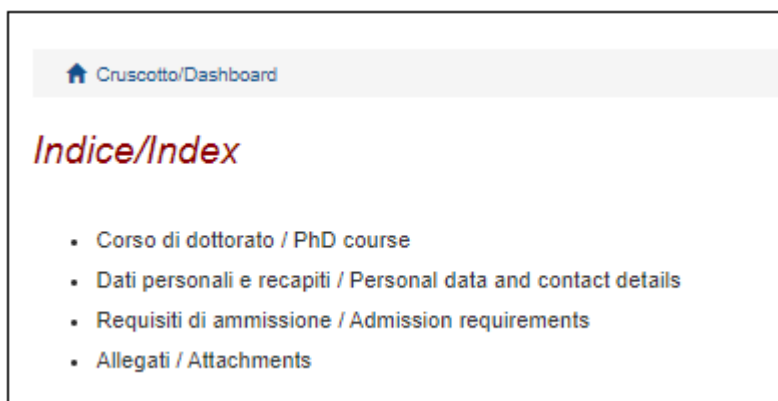 Cruscotto/Dashboard
Indice/Index
• Corso di dottorato / PhD course
• Dati personali e recapiti / Personal data and contact details
• Requisiti di ammissione / Admission requirements
• Allegati / Attachments